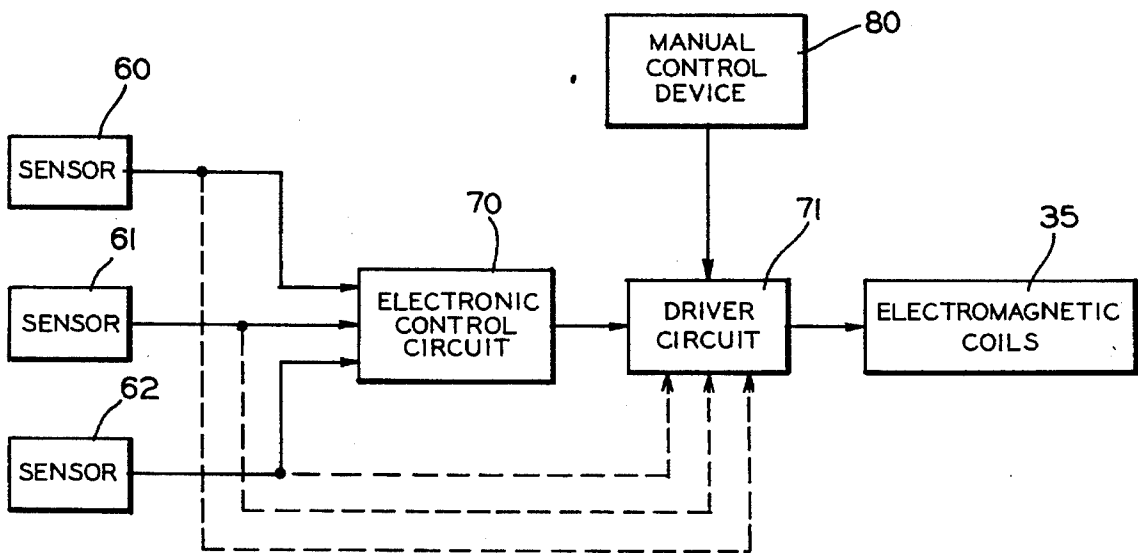 80
MANUAL
CONTROL
DEVICE
60
SENSOR
70
71
35
61
SENSOR
ELECTRONIC
CONTROL
CIRCUIT
DRIVER
CIRCUIT
ELECTROMAGNETIC
COILS
62
SENSOR